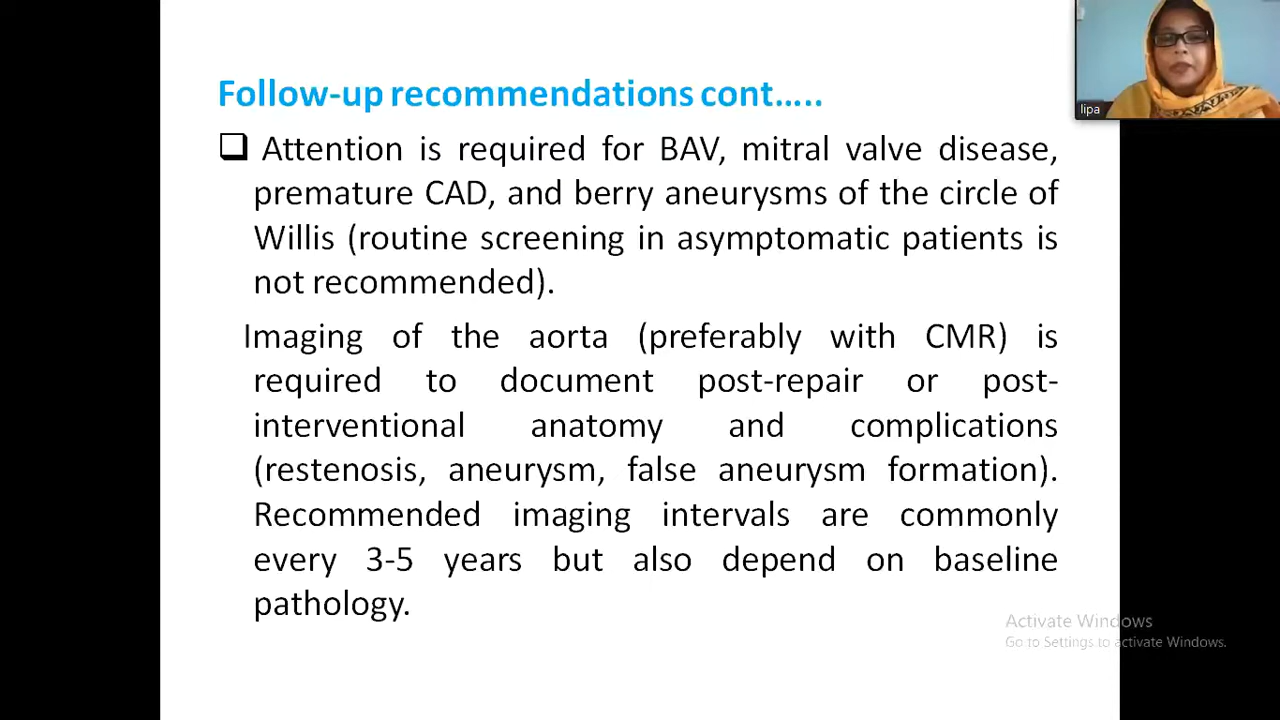 Follow-up recommendations cont…..
Attention is required for BAV, mitral valve disease,
premature CAD, and berry aneurysms of the circle of
Willis (routine screening in asymptomatic patients is
not recommended).
Imaging of the aorta (preferably with CMR) is
required to document post-repair or post-
interventional anatomy and complications
(restenosis, aneurysm, false aneurysm formation).
Recommended imaging intervals are commonly
every 3-5 years but also depend on baseline
pathology.
lipa
Activate Windows
Go to Settings to activate Windows.